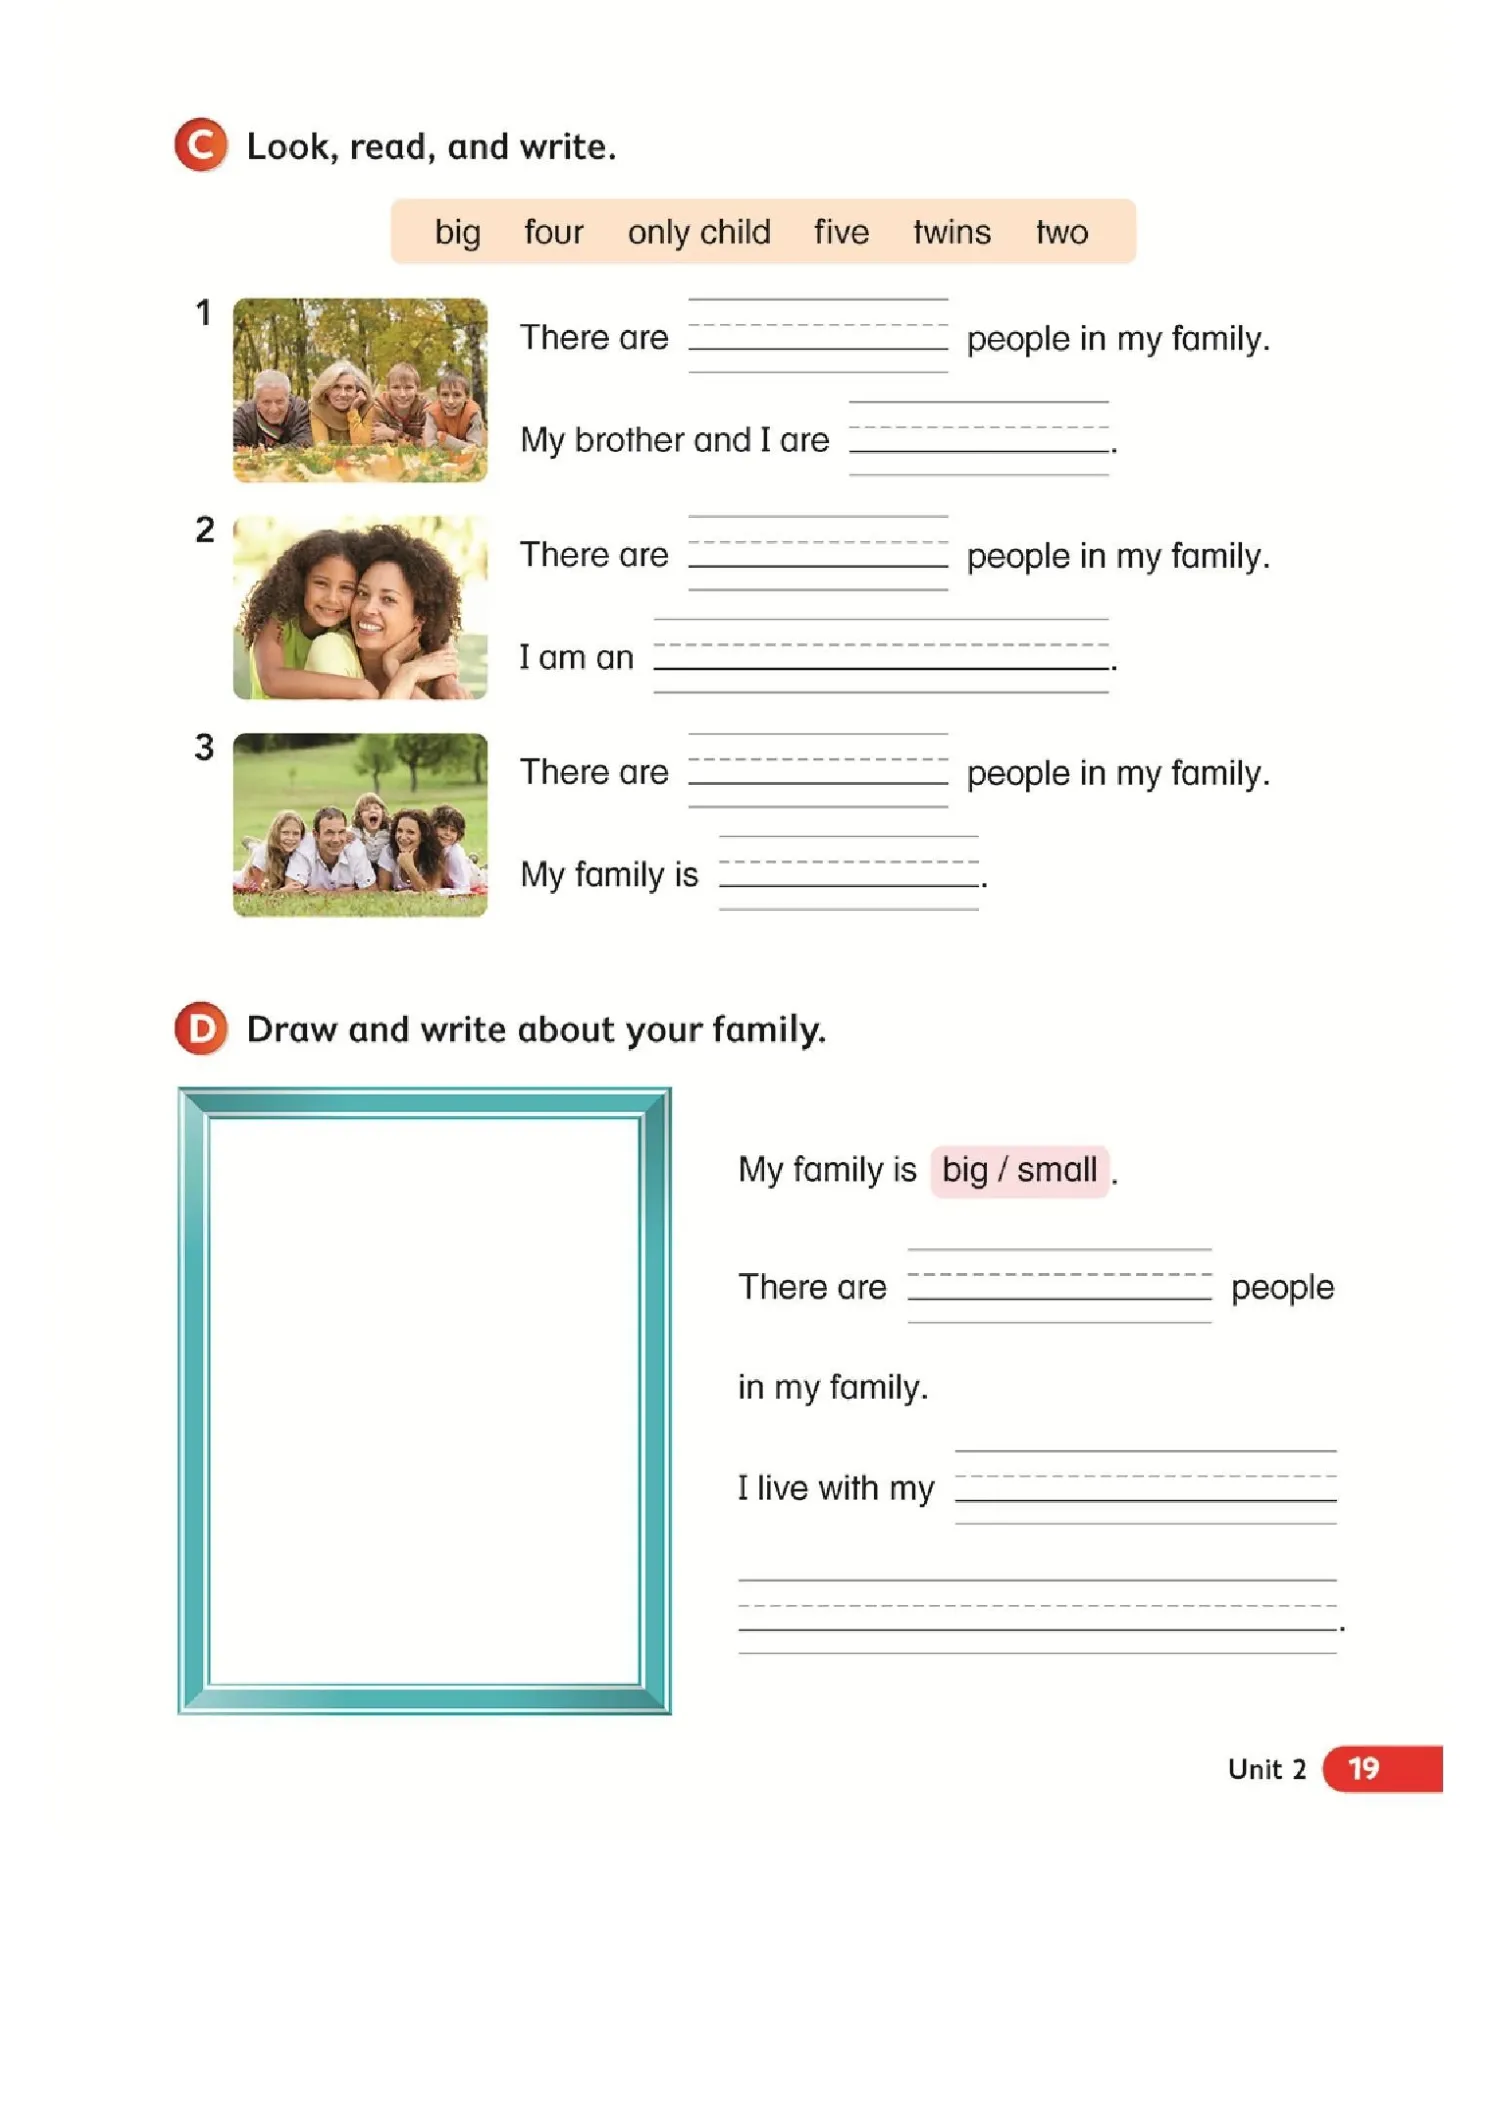 C Look, read, and write.
big four only child five twins two
1 There are people in my family.
My brother and I are .
2 There are people in my family.
I am an .
3 There are people in my family.
My family is .
D Draw and write about your family.
My family is big / small .
There are people
in my family.
I live with my
.
Unit 2 19